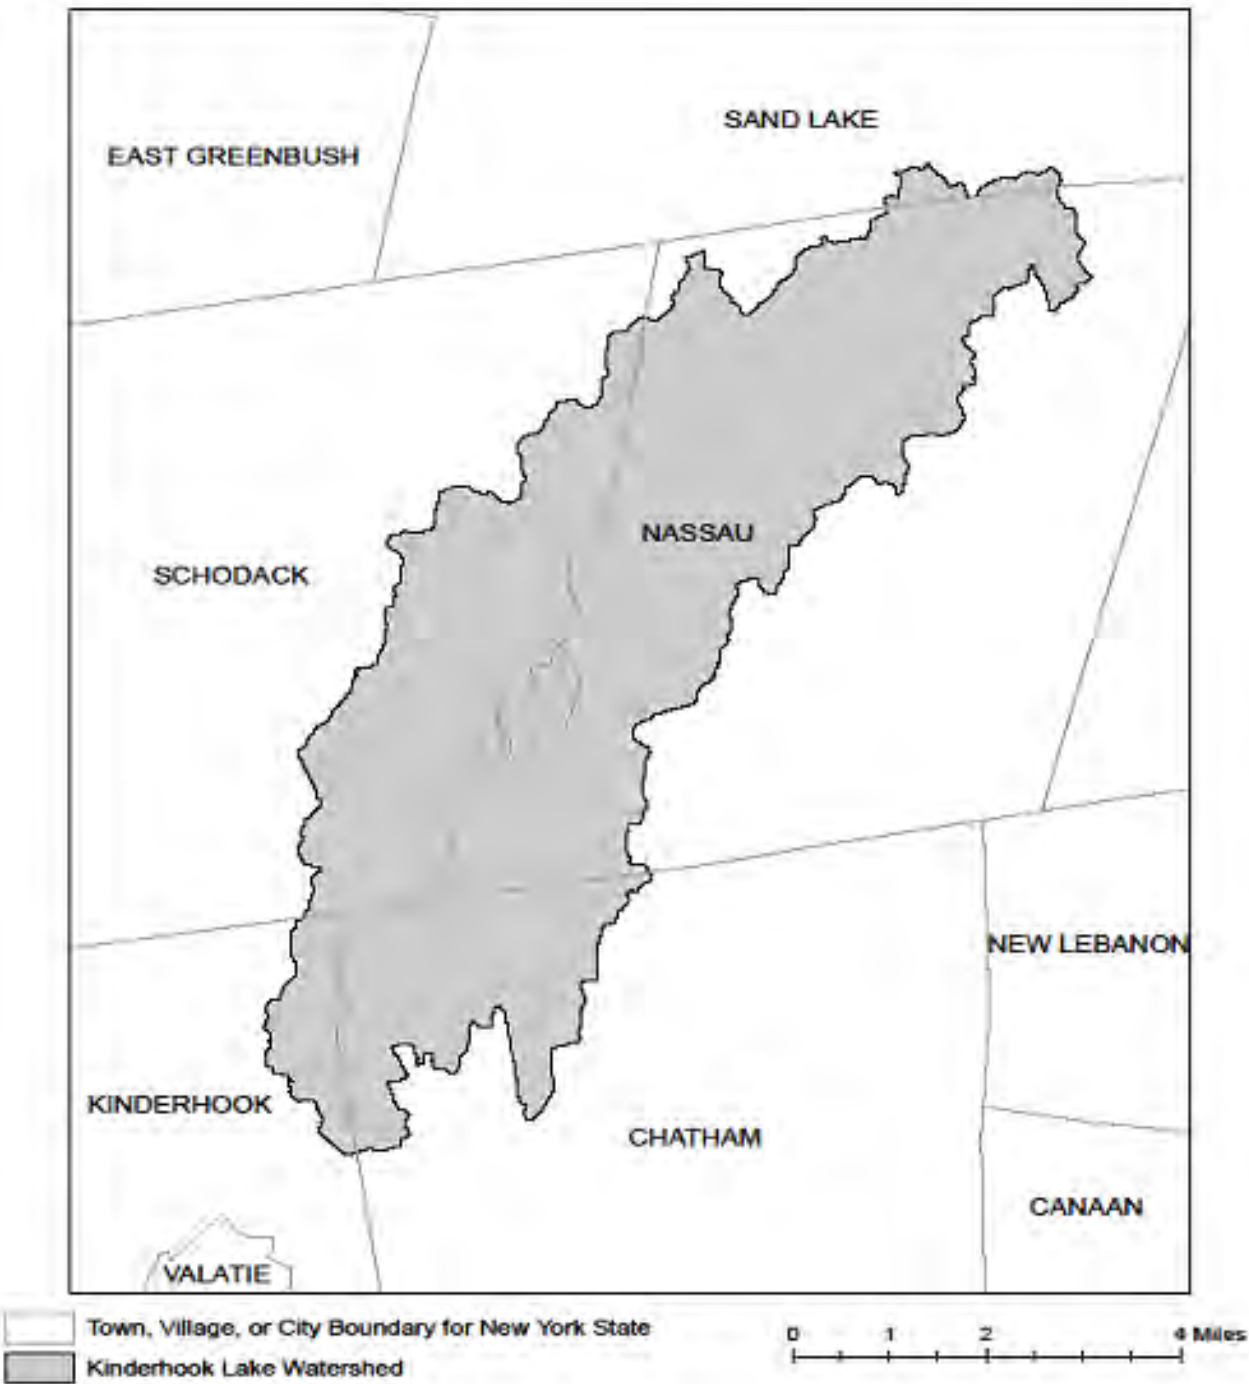 SAND LAKE
EAST GREENBUSH
NASSAU
SCHODACK
NEW LEBANON
KINDERHOOK
CHATHAM
CANAAN
VALATIE
Town, Village, or City Boundary for New York State
Kinderhook Lake Watershed
0 1 2 4 Miles